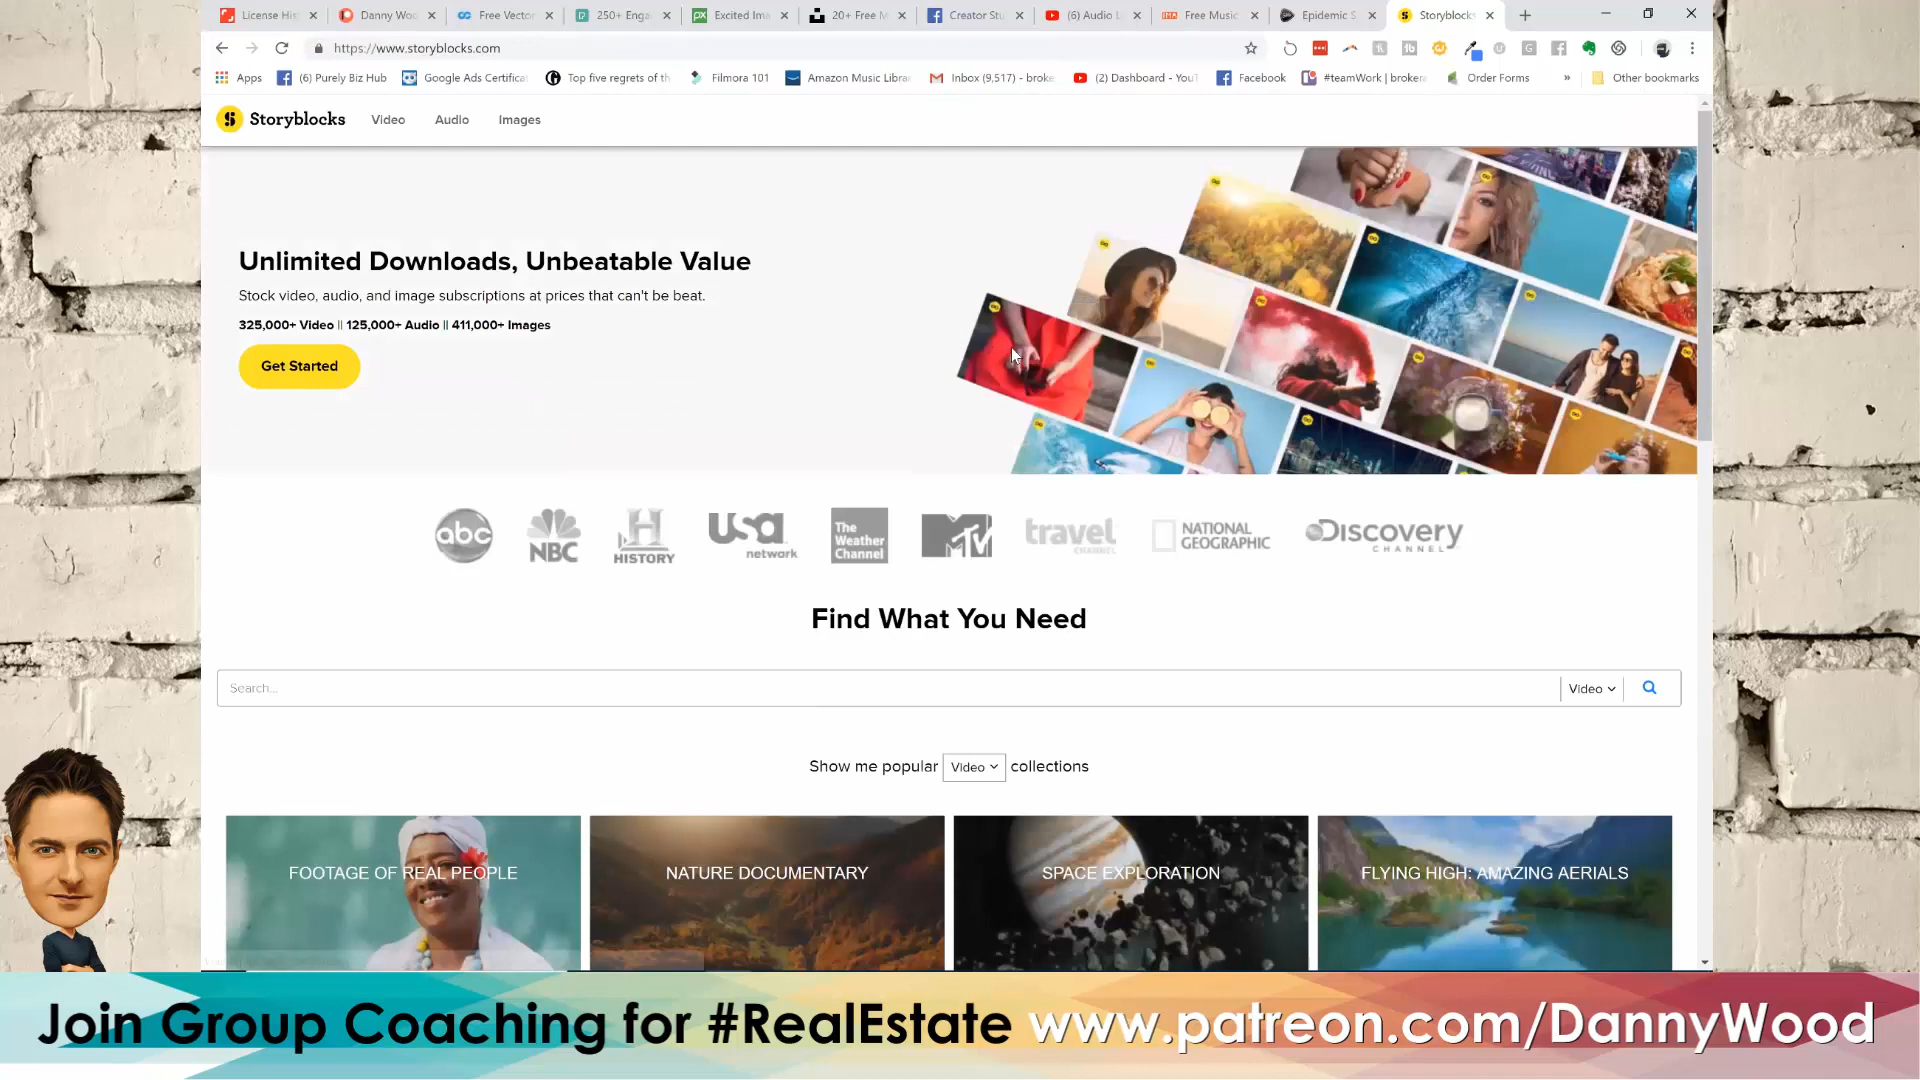 License His
Danny Woo
Free Vector
250+ Enga
Excited Ima
20+ Free M
Creator Stu
(6) Audio Li
Free Music
Epidemic S
Storyblocks
https://www.storyblocks.com
Apps
(6) Purely Biz Hub
Google Ads Certifica
Top five regrets of th
Filmora 101
Amazon Music Libra
Inbox (9,517) - broke
(2) Dashboard - YouT
Facebook
#teamWork | broker
Order Forms
»
Other bookmarks
Storyblocks
Video
Audio
Images
Unlimited Downloads, Unbeatable Value
Stock video, audio, and image subscriptions at prices that can't be beat.
325,000+ Video || 125,000+ Audio || 411,000+ Images
Get Started
abc
NBC
H HISTORY
usa network
The Weather Channel
MTV
travel CHANNEL
NATIONAL GEOGRAPHIC
Discovery CHANNEL
Find What You Need
Search...
Video
Show me popular Video collections
FOOTAGE OF REAL PEOPLE
NATURE DOCUMENTARY
SPACE EXPLORATION
FLYING HIGH: AMAZING AERIALS
Join Group Coaching for #RealEstate www.patreon.com/DannyWood